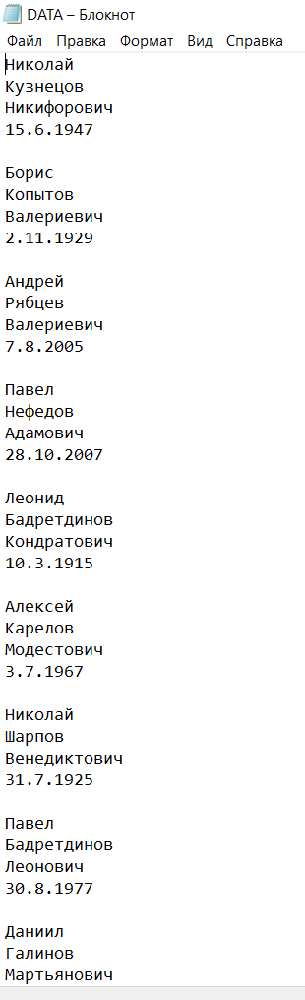 DATA – Блокнот
Файл Правка Формат Вид Справка
Николай
Кузнецов
Никифорович
15.6.1947
Борис
Копытов
Валериевич
2.11.1929
Андрей
Рябцев
Валериевич
7.8.2005
Павел
Нефедов
Адамович
28.10.2007
Леонид
Бадретдинов
Кондратович
10.3.1915
Алексей
Карелов
Модестович
3.7.1967
Николай
Шарпов
Венедиктович
31.7.1925
Павел
Бадретдинов
Леонович
30.8.1977
Даниил
Галинов
Мартьянович